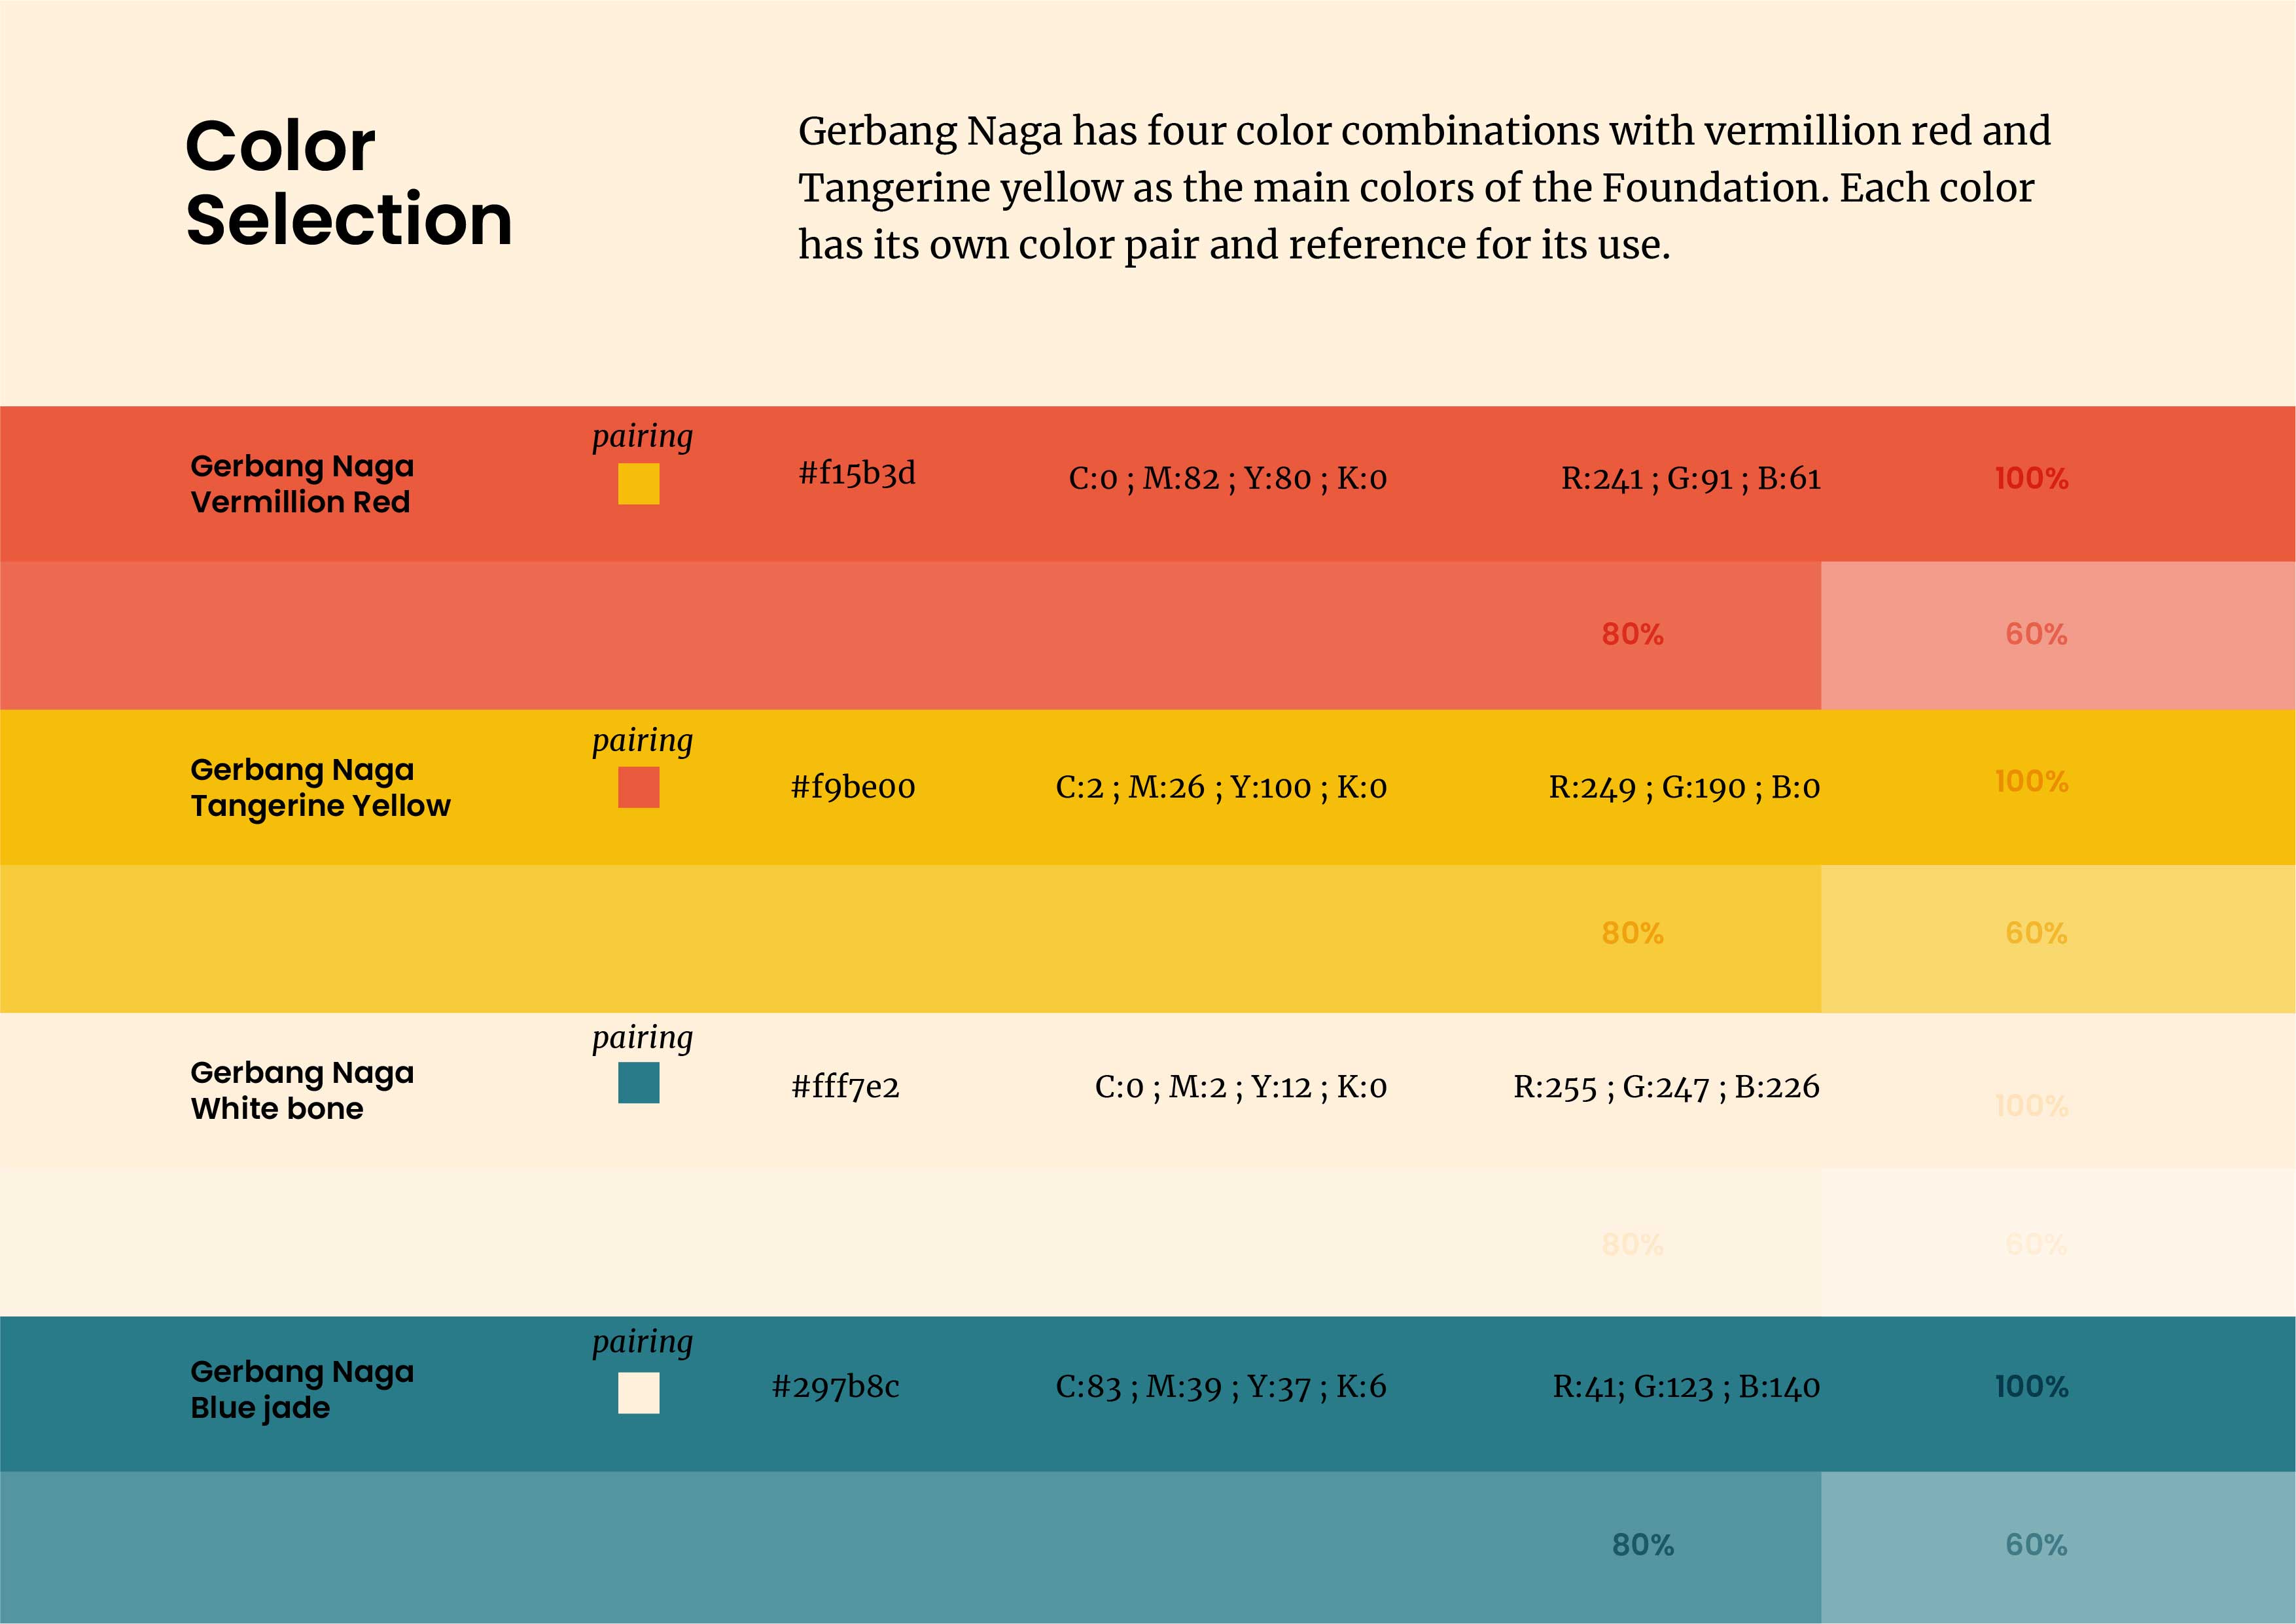 Color
Selection
Gerbang Naga has four color combinations with vermillion red and
Tangerine yellow as the main colors of the Foundation. Each color
has its own color pair and reference for its use.
Gerbang Naga
Vermillion Red
pairing
#f15b3d
C:0 ; M:82 ; Y:80 ; K:0
R:241 ; G:91 ; B:61
100%
80%
60%
Gerbang Naga
Tangerine Yellow
pairing
#f9be00
C:2 ; M:26 ; Y:100 ; K:0
R:249 ; G:190 ; B:0
100%
80%
60%
Gerbang Naga
White bone
pairing
#fff7e2
C:0 ; M:2 ; Y:12 ; K:0
R:255 ; G:247 ; B:226
100%
80%
60%
Gerbang Naga
Blue jade
pairing
#297b8c
C:83 ; M:39 ; Y:37 ; K:6
R:41; G:123 ; B:140
100%
80%
60%